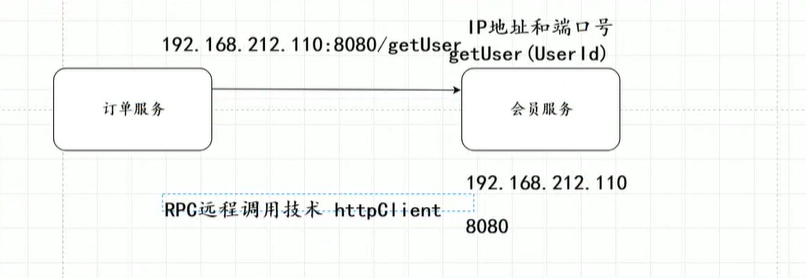 IP地址和端口号
192.168.212.110:8080/getUser
getUser(UserId)
订单服务
会员服务
192.168.212.110
RPC远程调用技术 httpClient
8080